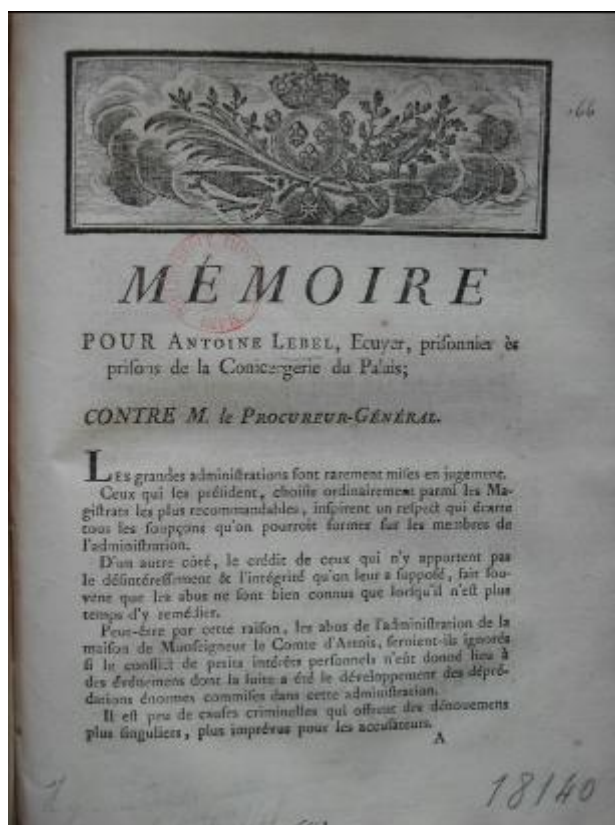 66
MÉMOIRE
POUR ANTOINE LEBEL, Ecuyer, prisonnier ès
prisons de la Conciergerie du Palais;
CONTRE M. le PROCUREUR-GÉNÉRAL.
LES grandes administrations sont rarement mises en jugement.
Ceux qui les président, choisis ordinairement parmi les Ma-
gistrats les plus recommandables, inspirent un respect qui écarte
tous les soupçons qu'on pourroit former sur les membres de
l'administration.
D'un autre côté, le crédit de ceux qui n'y apportent pas
le désintéressement & l'intégrité qu'on leur a supposé, fait sou-
vent que les abus ne sont bien connus que lorsqu'il n'est plus
temps d'y remédier.
Peut-être par cette raison, les abus de l'administration de la
maison de Monseigneur le Comte d'Artois, seroient-ils ignorés
si le conflict de petits intérêts personnels n'eût donné lieu à
des événemens dont la suite a été le développement des dépré-
dations énormes commises dans cette administration.
Il est peu de causes criminelles qui offrent des dénouemens
plus singuliers, plus imprévus pour les accusateurs.
A
18140